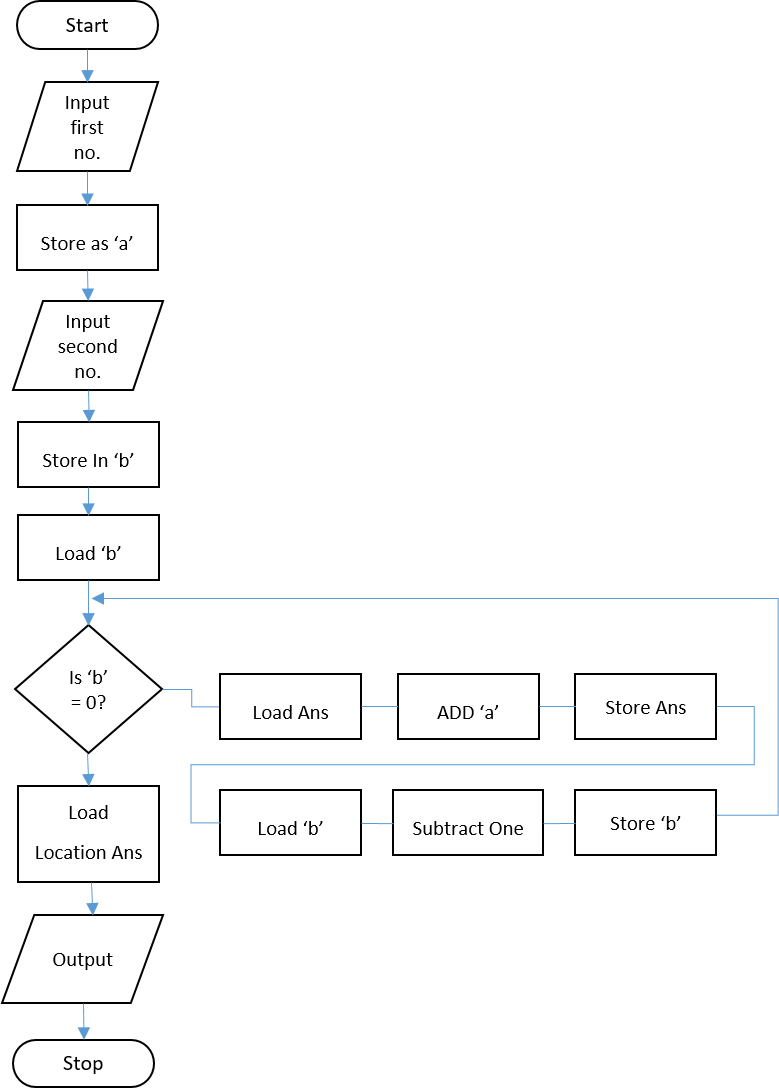 Start
Input
first
no.
Store as ‘a’
Input
second
no.
Store In ‘b’
Load ‘b’
Is ‘b’
= 0?
Load Ans
ADD ‘a’
Store Ans
Load ‘b’
Subtract One
Store ‘b’
Load
Location Ans
Output
Stop